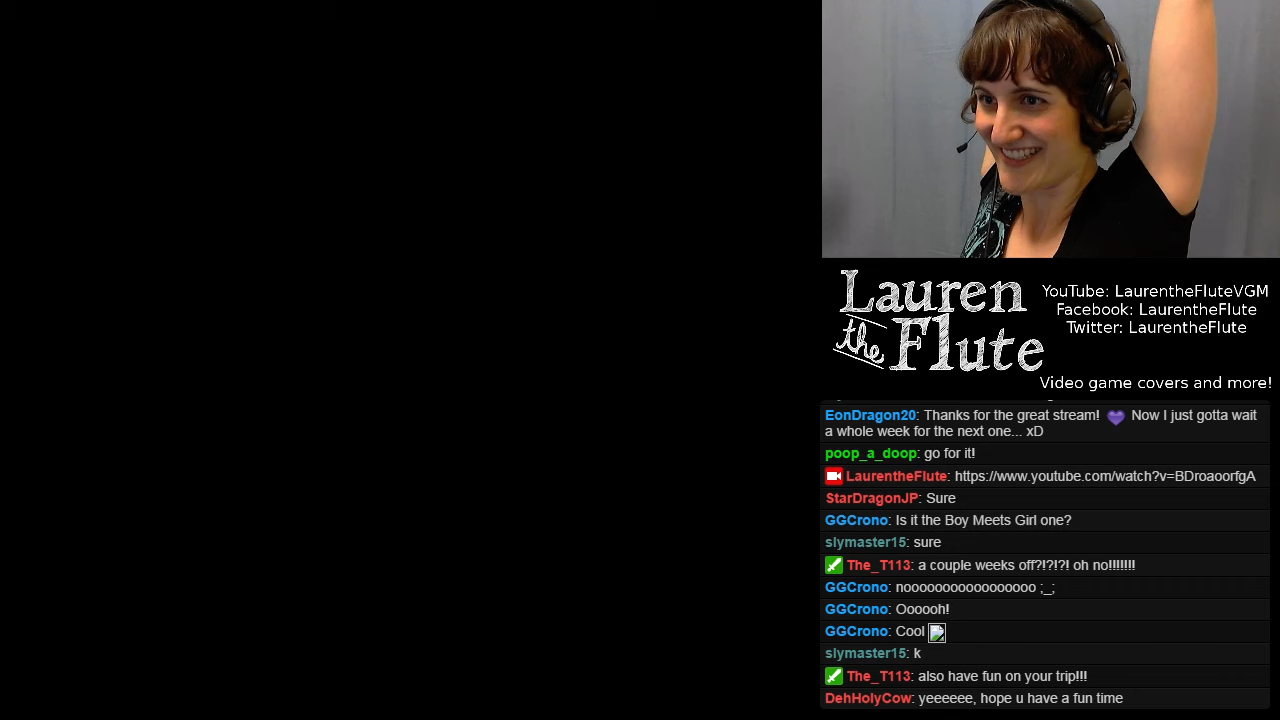 Lauren
the Flute
YouTube: LaurentheFluteVGM
Facebook: LaurentheFlute
Twitter: LaurentheFlute
Video game covers and more!
EonDragon20: Thanks for the great stream! Now I just gotta wait
a whole week for the next one... xD
poop_a_doop: go for it!
LaurentheFlute: https://www.youtube.com/watch?v=BDroaoorfgA
StarDragonJP: Sure
GGCrono: Is it the Boy Meets Girl one?
slymaster15: sure
The_T113: a couple weeks off?!?!?! oh no!!!!!!!
GGCrono: nooooooooooooooooo ;_;
GGCrono: Oooooh!
GGCrono: Cool
slymaster15: k
The_T113: also have fun on your trip!!!
DehHolyCow: yeeeeee, hope u have a fun time